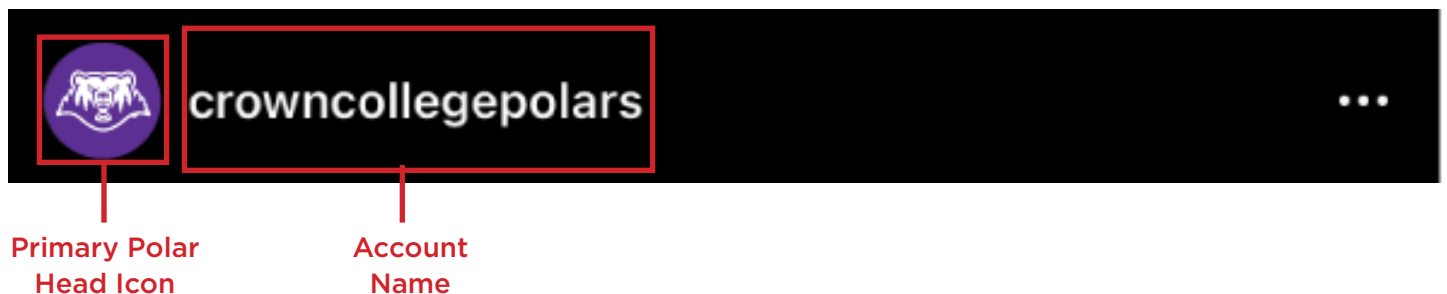 crowncollegepolars
Primary Polar
Head Icon
Account
Name